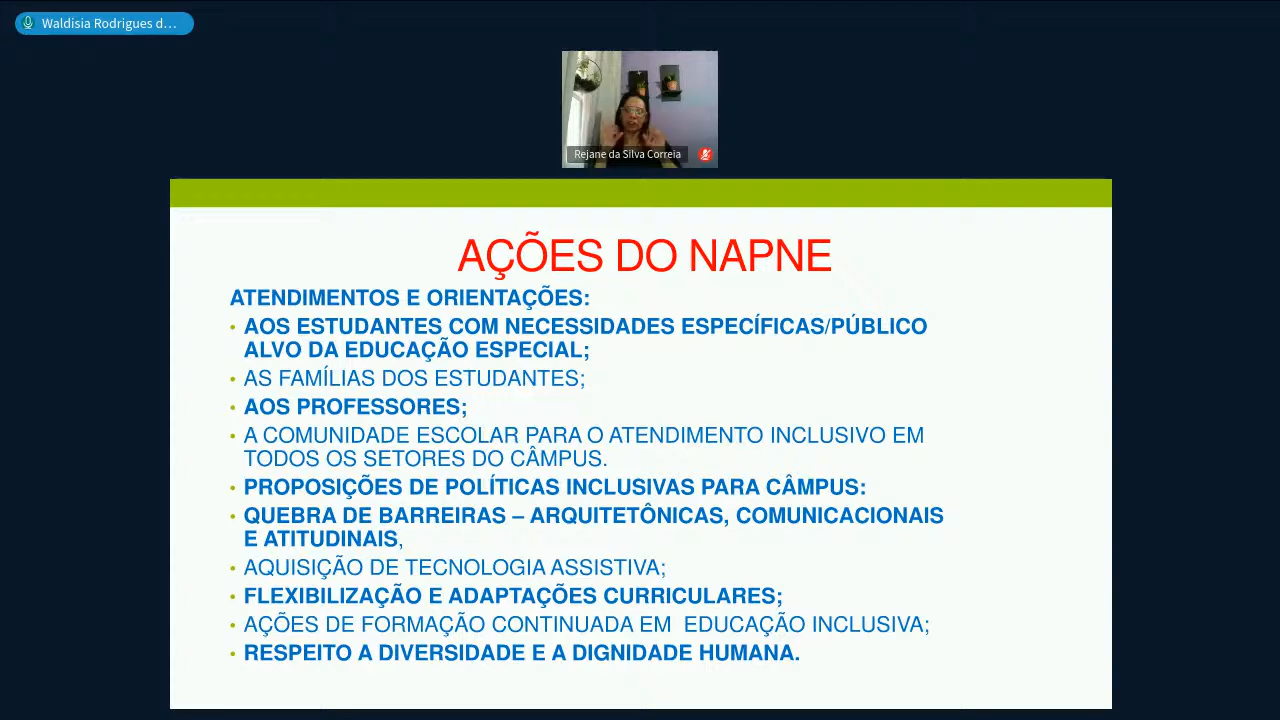 Waldísia Rodrigues d...
Rejane da Silva Correia
AÇÕES DO NAPNE
ATENDIMENTOS E ORIENTAÇÕES:
• AOS ESTUDANTES COM NECESSIDADES ESPECÍFICAS/PÚBLICO
ALVO DA EDUCAÇÃO ESPECIAL;
• AS FAMÍLIAS DOS ESTUDANTES;
• AOS PROFESSORES;
• A COMUNIDADE ESCOLAR PARA O ATENDIMENTO INCLUSIVO EM
TODOS OS SETORES DO CÂMPUS.
• PROPOSIÇÕES DE POLÍTICAS INCLUSIVAS PARA CÂMPUS:
• QUEBRA DE BARREIRAS – ARQUITETÔNICAS, COMUNICACIONAIS
E ATITUDINAIS,
• AQUISIÇÃO DE TECNOLOGIA ASSISTIVA;
• FLEXIBILIZAÇÃO E ADAPTAÇÕES CURRICULARES;
• AÇÕES DE FORMAÇÃO CONTINUADA EM EDUCAÇÃO INCLUSIVA;
• RESPEITO A DIVERSIDADE E A DIGNIDADE HUMANA.